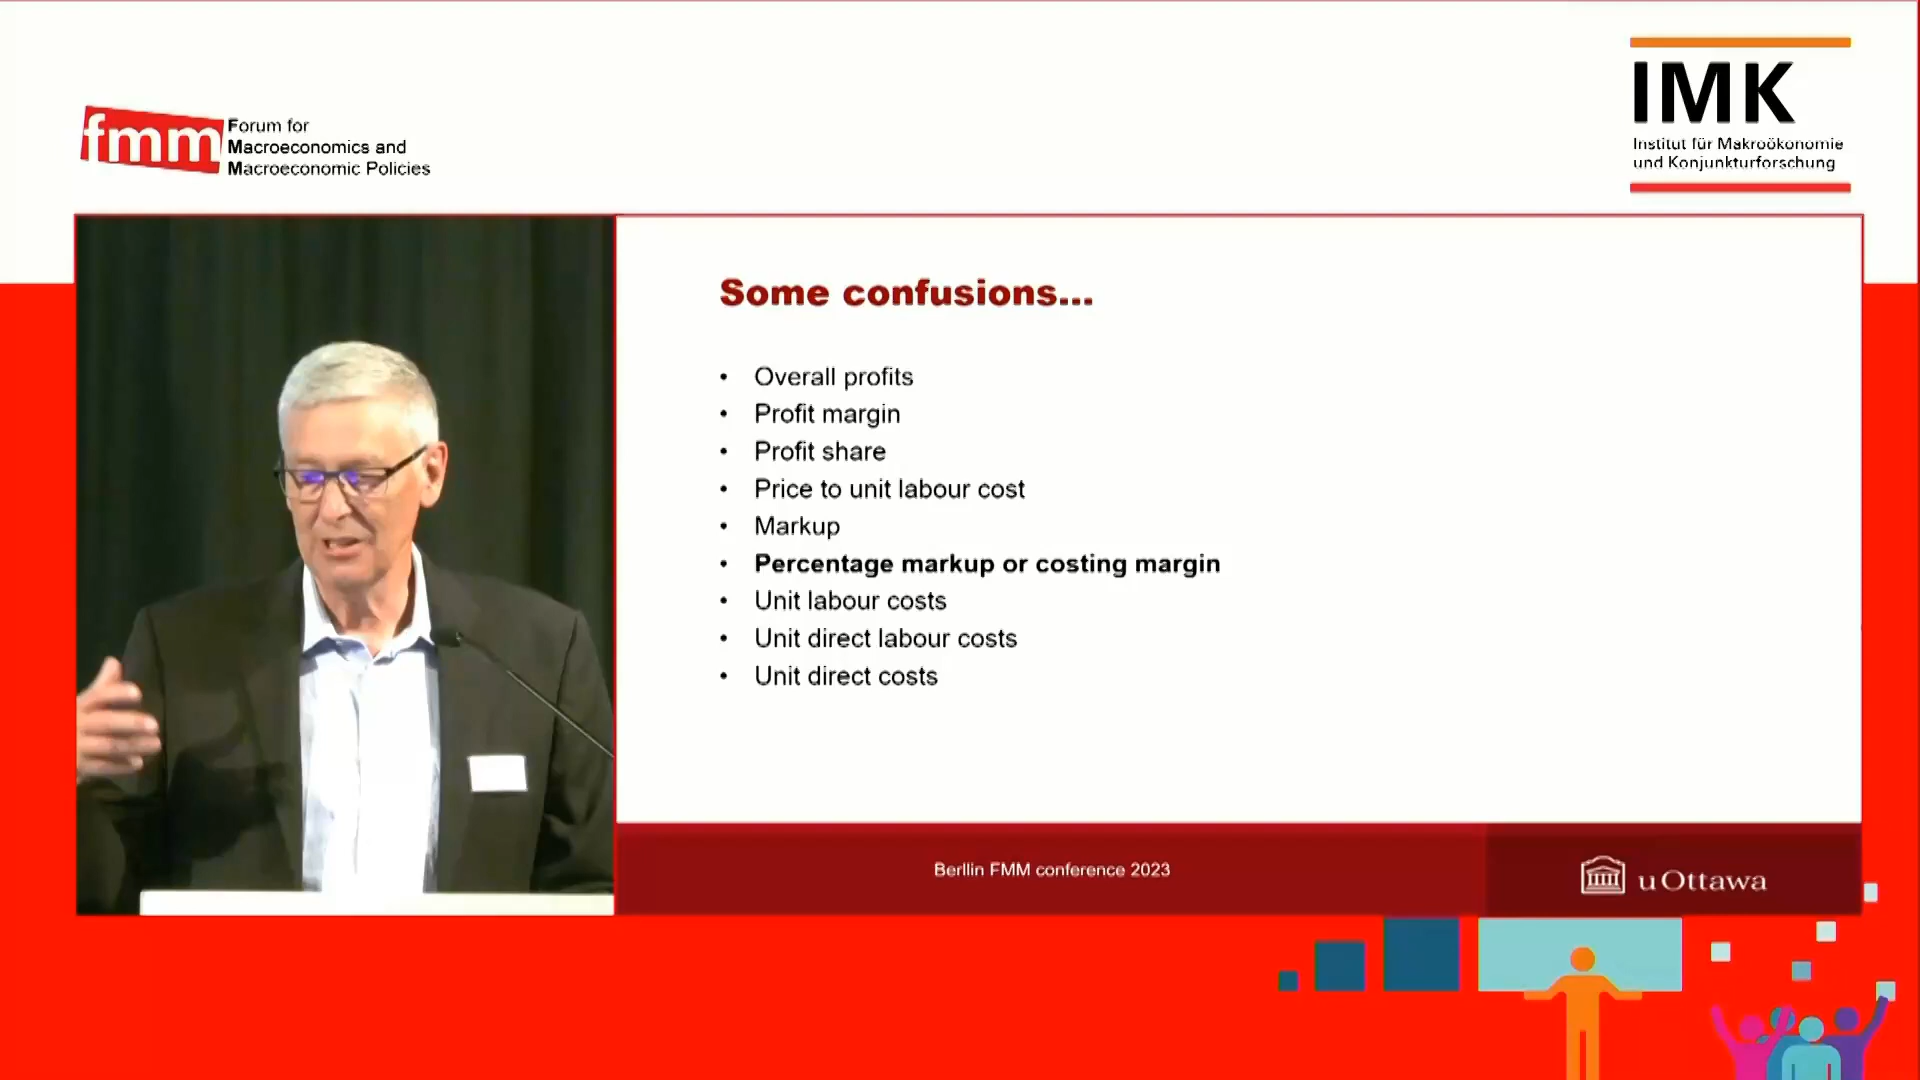 fmm
Forum for
Macroeconomics and
Macroeconomic Policies
IMK
Institut für Makroökonomie
und Konjunkturforschung
Some confusions...
• Overall profits
• Profit margin
• Profit share
• Price to unit labour cost
• Markup
• Percentage markup or costing margin
• Unit labour costs
• Unit direct labour costs
• Unit direct costs
Berllin FMM conference 2023
uOttawa